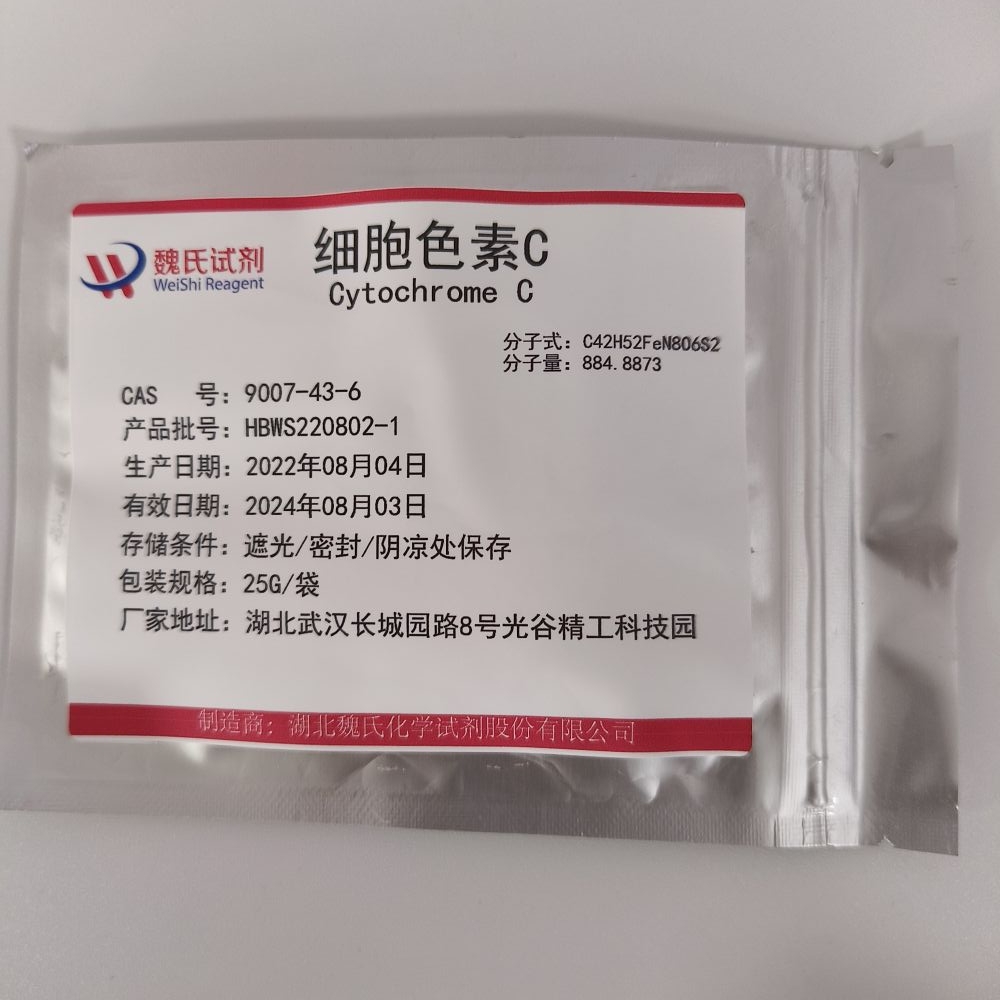 魏氏试剂
WeiShi Reagent
细胞色素C
Cytochrome C
分子式：C42H52FeN8O6S2
分子量：884.8873
CAS 号：9007-43-6
产品批号：HBWS220802-1
生产日期：2022年08月04日
有效日期：2024年08月03日
存储条件：遮光/密封/阴凉处保存
包装规格：25G/袋
厂家地址：湖北武汉长城园路8号光谷精工科技园
制造商：湖北魏氏化学试剂股份有限公司